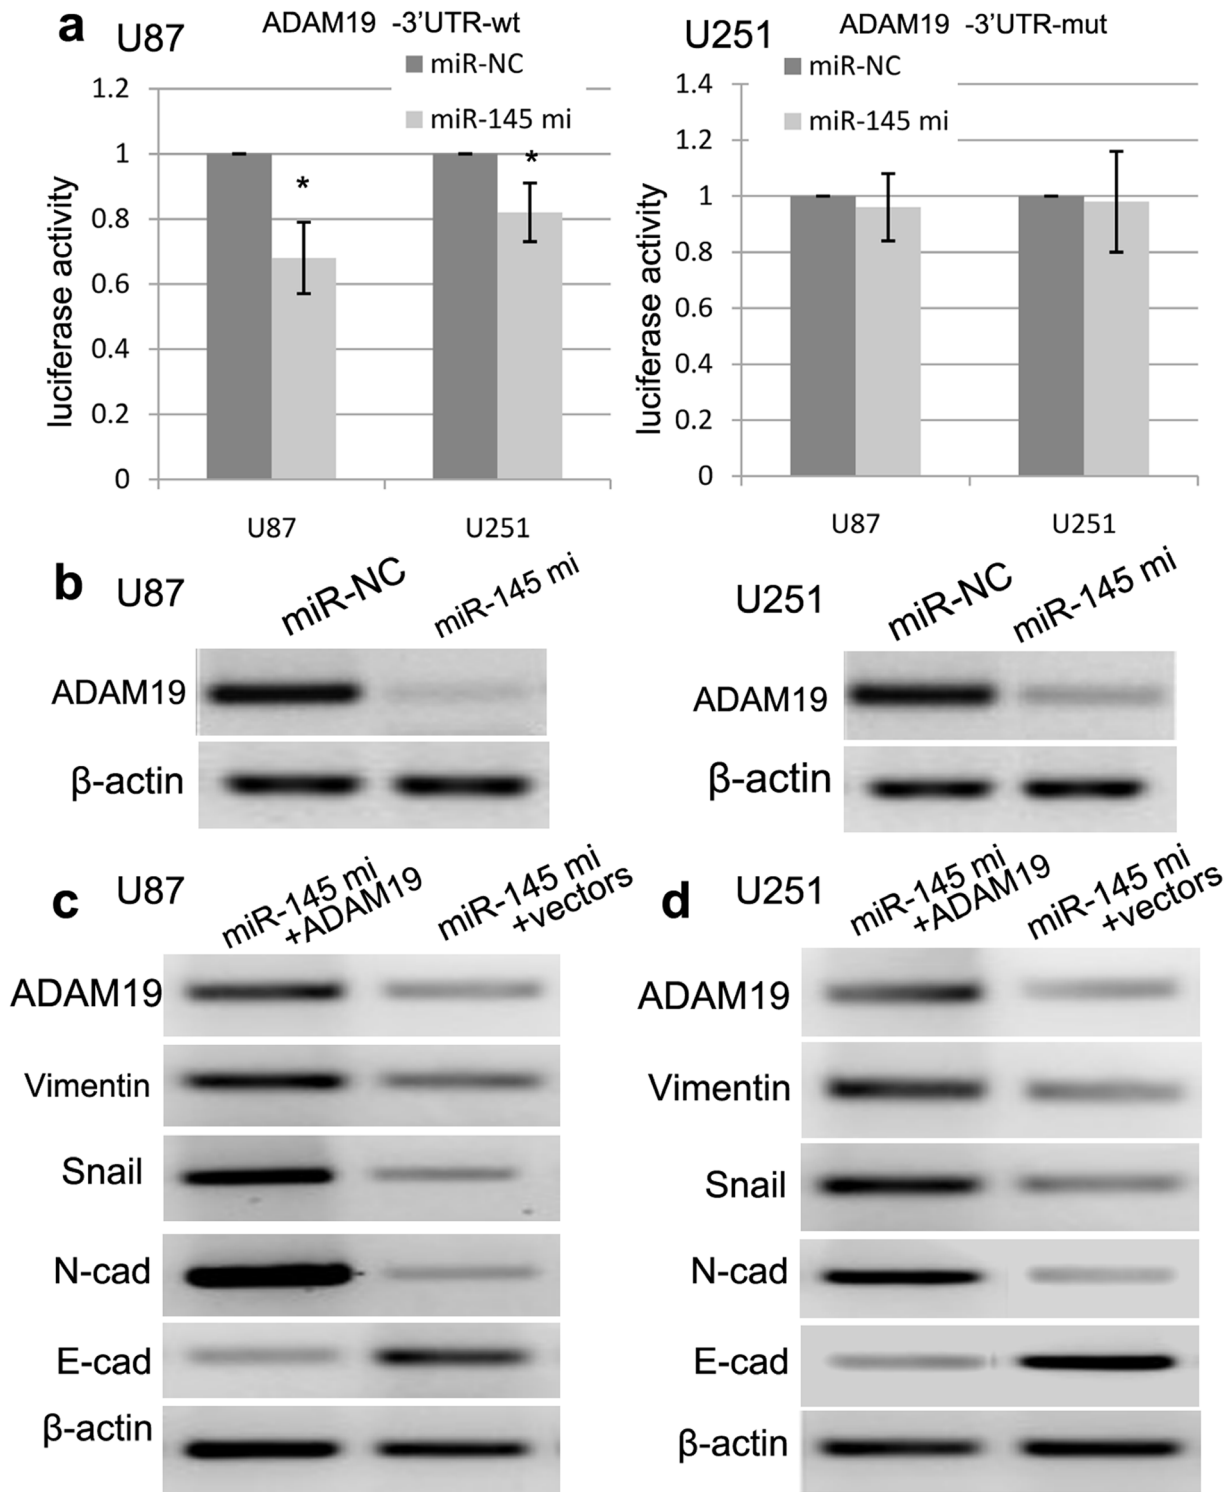 a
U87
ADAM19 -3’UTR-wt
miR-NC
miR-145 mi
1.2
1
0.8
0.6
0.4
0.2
0
luciferase activity
*
*
U87
U251
U251
ADAM19 -3’UTR-mut
miR-NC
miR-145 mi
1.4
1.2
1
0.8
0.6
0.4
0.2
0
luciferase activity
U87
U251
b
U87
miR-NC
miR-145 mi
ADAM19
β-actin
U251
miR-NC
miR-145 mi
ADAM19
β-actin
c
U87
miR-145 mi
+ADAM19
miR-145 mi
+vectors
ADAM19
Vimentin
Snail
N-cad
E-cad
β-actin
d
U251
miR-145 mi
+ADAM19
miR-145 mi
+vectors
ADAM19
Vimentin
Snail
N-cad
E-cad
β-actin